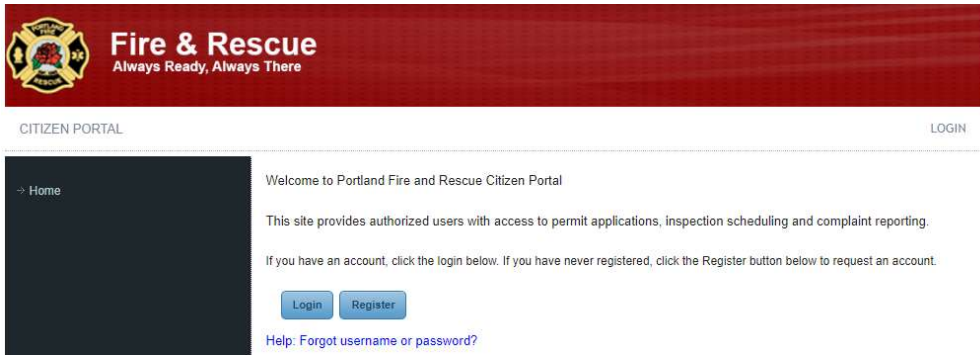 PORTLAND
FIRE
RESCUE
Fire & Rescue
Always Ready, Always There
CITIZEN PORTAL
LOGIN
Home
Welcome to Portland Fire and Rescue Citizen Portal
This site provides authorized users with access to permit applications, inspection scheduling and complaint reporting.
If you have an account, click the login below. If you have never registered, click the Register button below to request an account.
Login
Register
Help: Forgot username or password?